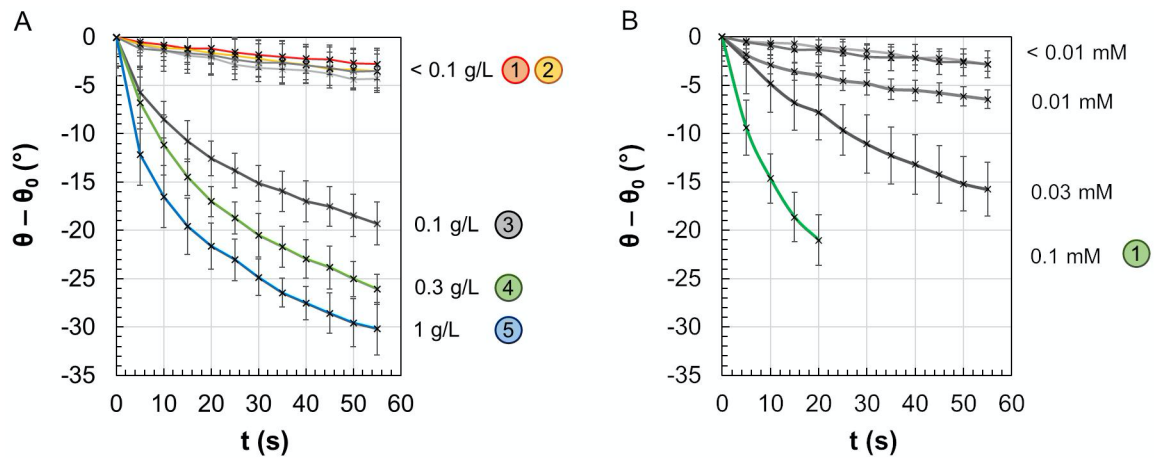 A
θ – θ0 (°)
0
-5
-10
-15
-20
-25
-30
-35
0 10 20 30 40 50 60
t (s)
< 0.1 g/L 1 2
0.1 g/L 3
0.3 g/L 4
1 g/L 5
B
θ – θ0 (°)
0
-5
-10
-15
-20
-25
-30
-35
0 10 20 30 40 50 60
t (s)
< 0.01 mM
0.01 mM
0.03 mM
0.1 mM 1